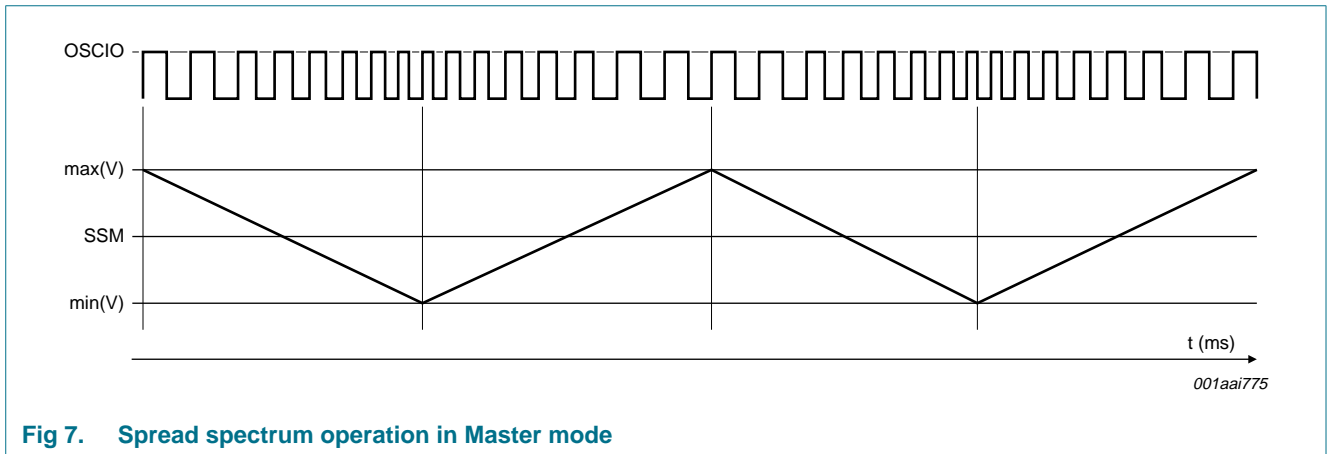 OSCIO
max(V)
SSM
min(V)
t (ms)
001aai775
Fig 7. Spread spectrum operation in Master mode